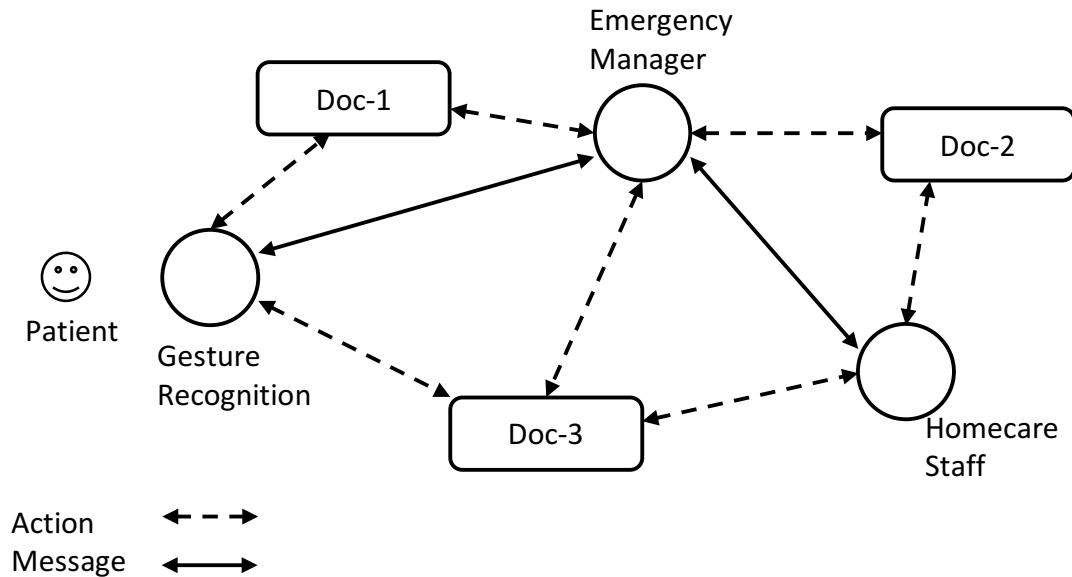 Emergency
Manager
Doc-1
Doc-2
Patient
Gesture
Recognition
Doc-3
Homecare
Staff
Action
Message